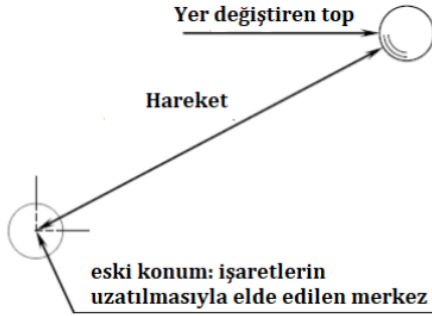 Yer değiştiren top
Hareket
eski konum: işaretlerin
uzatılmasıyla elde edilen merkez